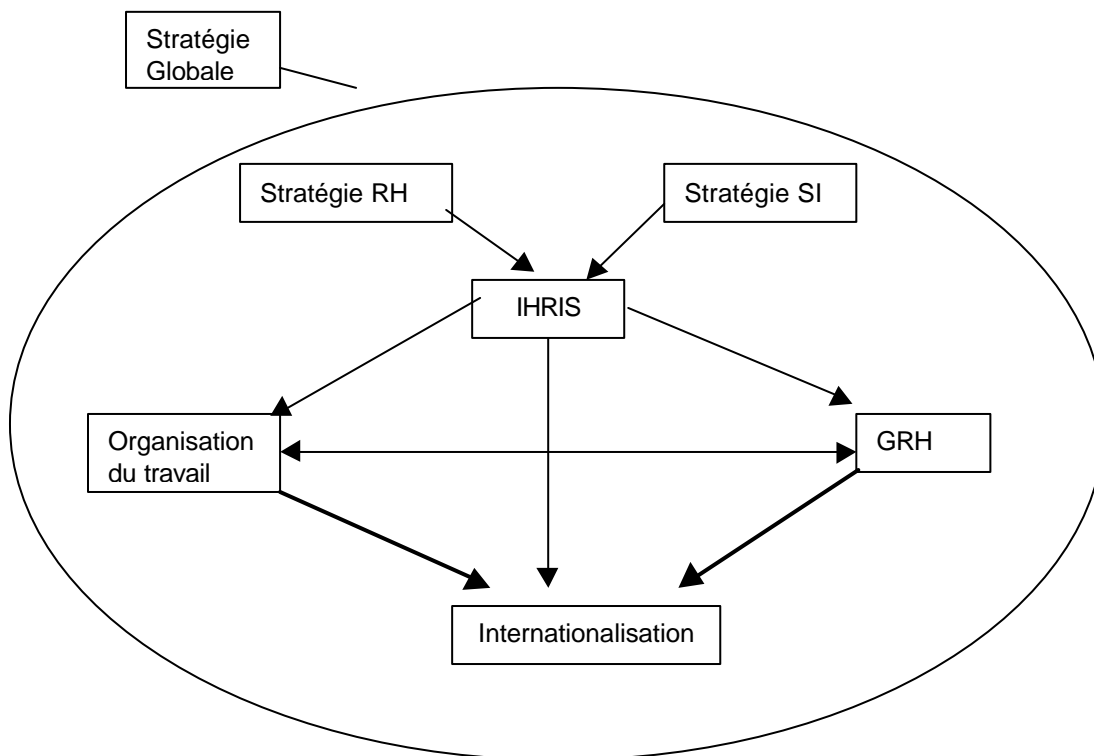 Stratégie
Globale
Stratégie RH
Stratégie SI
IHRIS
Organisation
du travail
GRH
Internationalisation